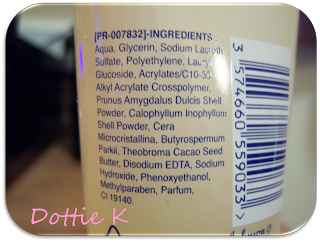 [PR-007832]-INGREDIENTS:
Aqua, Glycerin, Sodium Laureth
Sulfate, Polyethylene, Lauryl
Glucoside, Acrylates/C10-30
Alkyl Acrylate Crosspolymer,
Prunus Amygdalus Dulcis Shell
Powder, Calophyllum Inophyllum
Shell Powder, Cera
Microcristallina, Butyrospermum
Parkii, Theobroma Cacao Seed
Butter, Disodium EDTA, Sodium
Hydroxide, Phenoxyethanol,
Methylparaben, Parfum,
CI 19140.
3 574660 559033 >
Dottie K